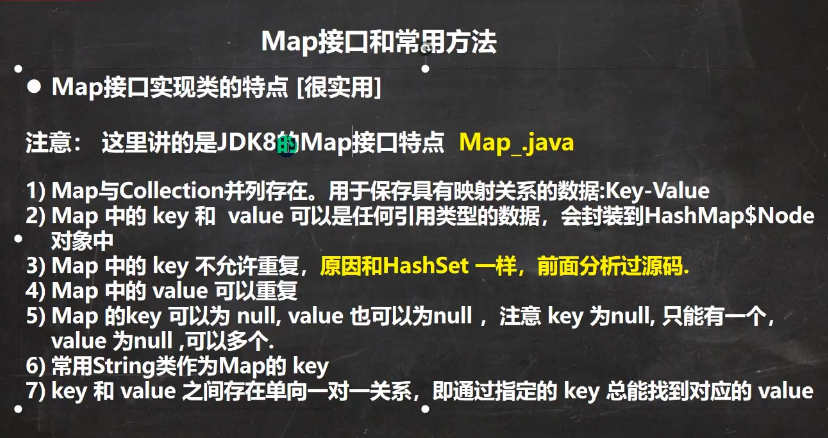 Map接口和常用方法
● Map接口实现类的特点 [很实用]
注意： 这里讲的是JDK8的Map接口特点 Map_.java
1) Map与Collection并列存在。用于保存具有映射关系的数据:Key-Value
2) Map 中的 key 和 value 可以是任何引用类型的数据，会封装到HashMap$Node
对象中
3) Map 中的 key 不允许重复，原因和HashSet 一样，前面分析过源码.
4) Map 中的 value 可以重复
5) Map 的key 可以为 null, value 也可以为null ，注意 key 为null, 只能有一个，
value 为null ,可以多个.
6) 常用String类作为Map的 key
7) key 和 value 之间存在单向一对一关系，即通过指定的 key 总能找到对应的 value